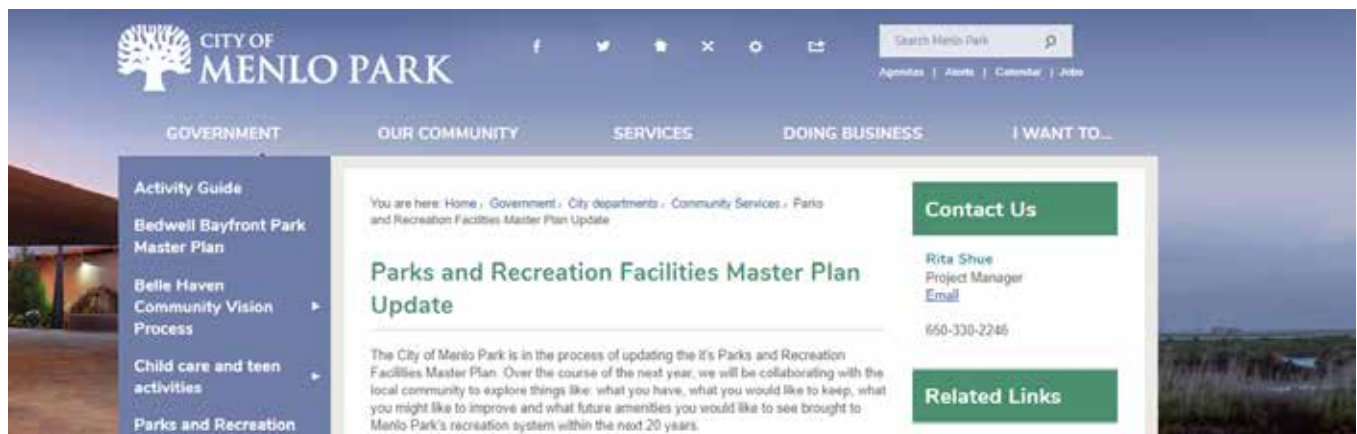 CITY OF
MENLO PARK
Search Menlo Park
Agendas | Alerts | Calendar | Jobs
GOVERNMENT
OUR COMMUNITY
SERVICES
DOING BUSINESS
I WANT TO...
Activity Guide
Bedwell Bayfront Park
Master Plan
Belle Haven
Community Vision
Process
Child care and teen
activities
Parks and Recreation
You are here: Home › Government › City departments › Community Services › Parks
and Recreation Facilities Master Plan Update
Parks and Recreation Facilities Master Plan
Update
The City of Menlo Park is in the process of updating the it's Parks and Recreation
Facilities Master Plan. Over the course of the next year, we will be collaborating with the
local community to explore things like: what you have, what you would like to keep, what
you might like to improve and what future amenities you would like to see brought to
Menlo Park's recreation system within the next 20 years.
Contact Us
Rita Shue
Project Manager
Email
650-330-2246
Related Links